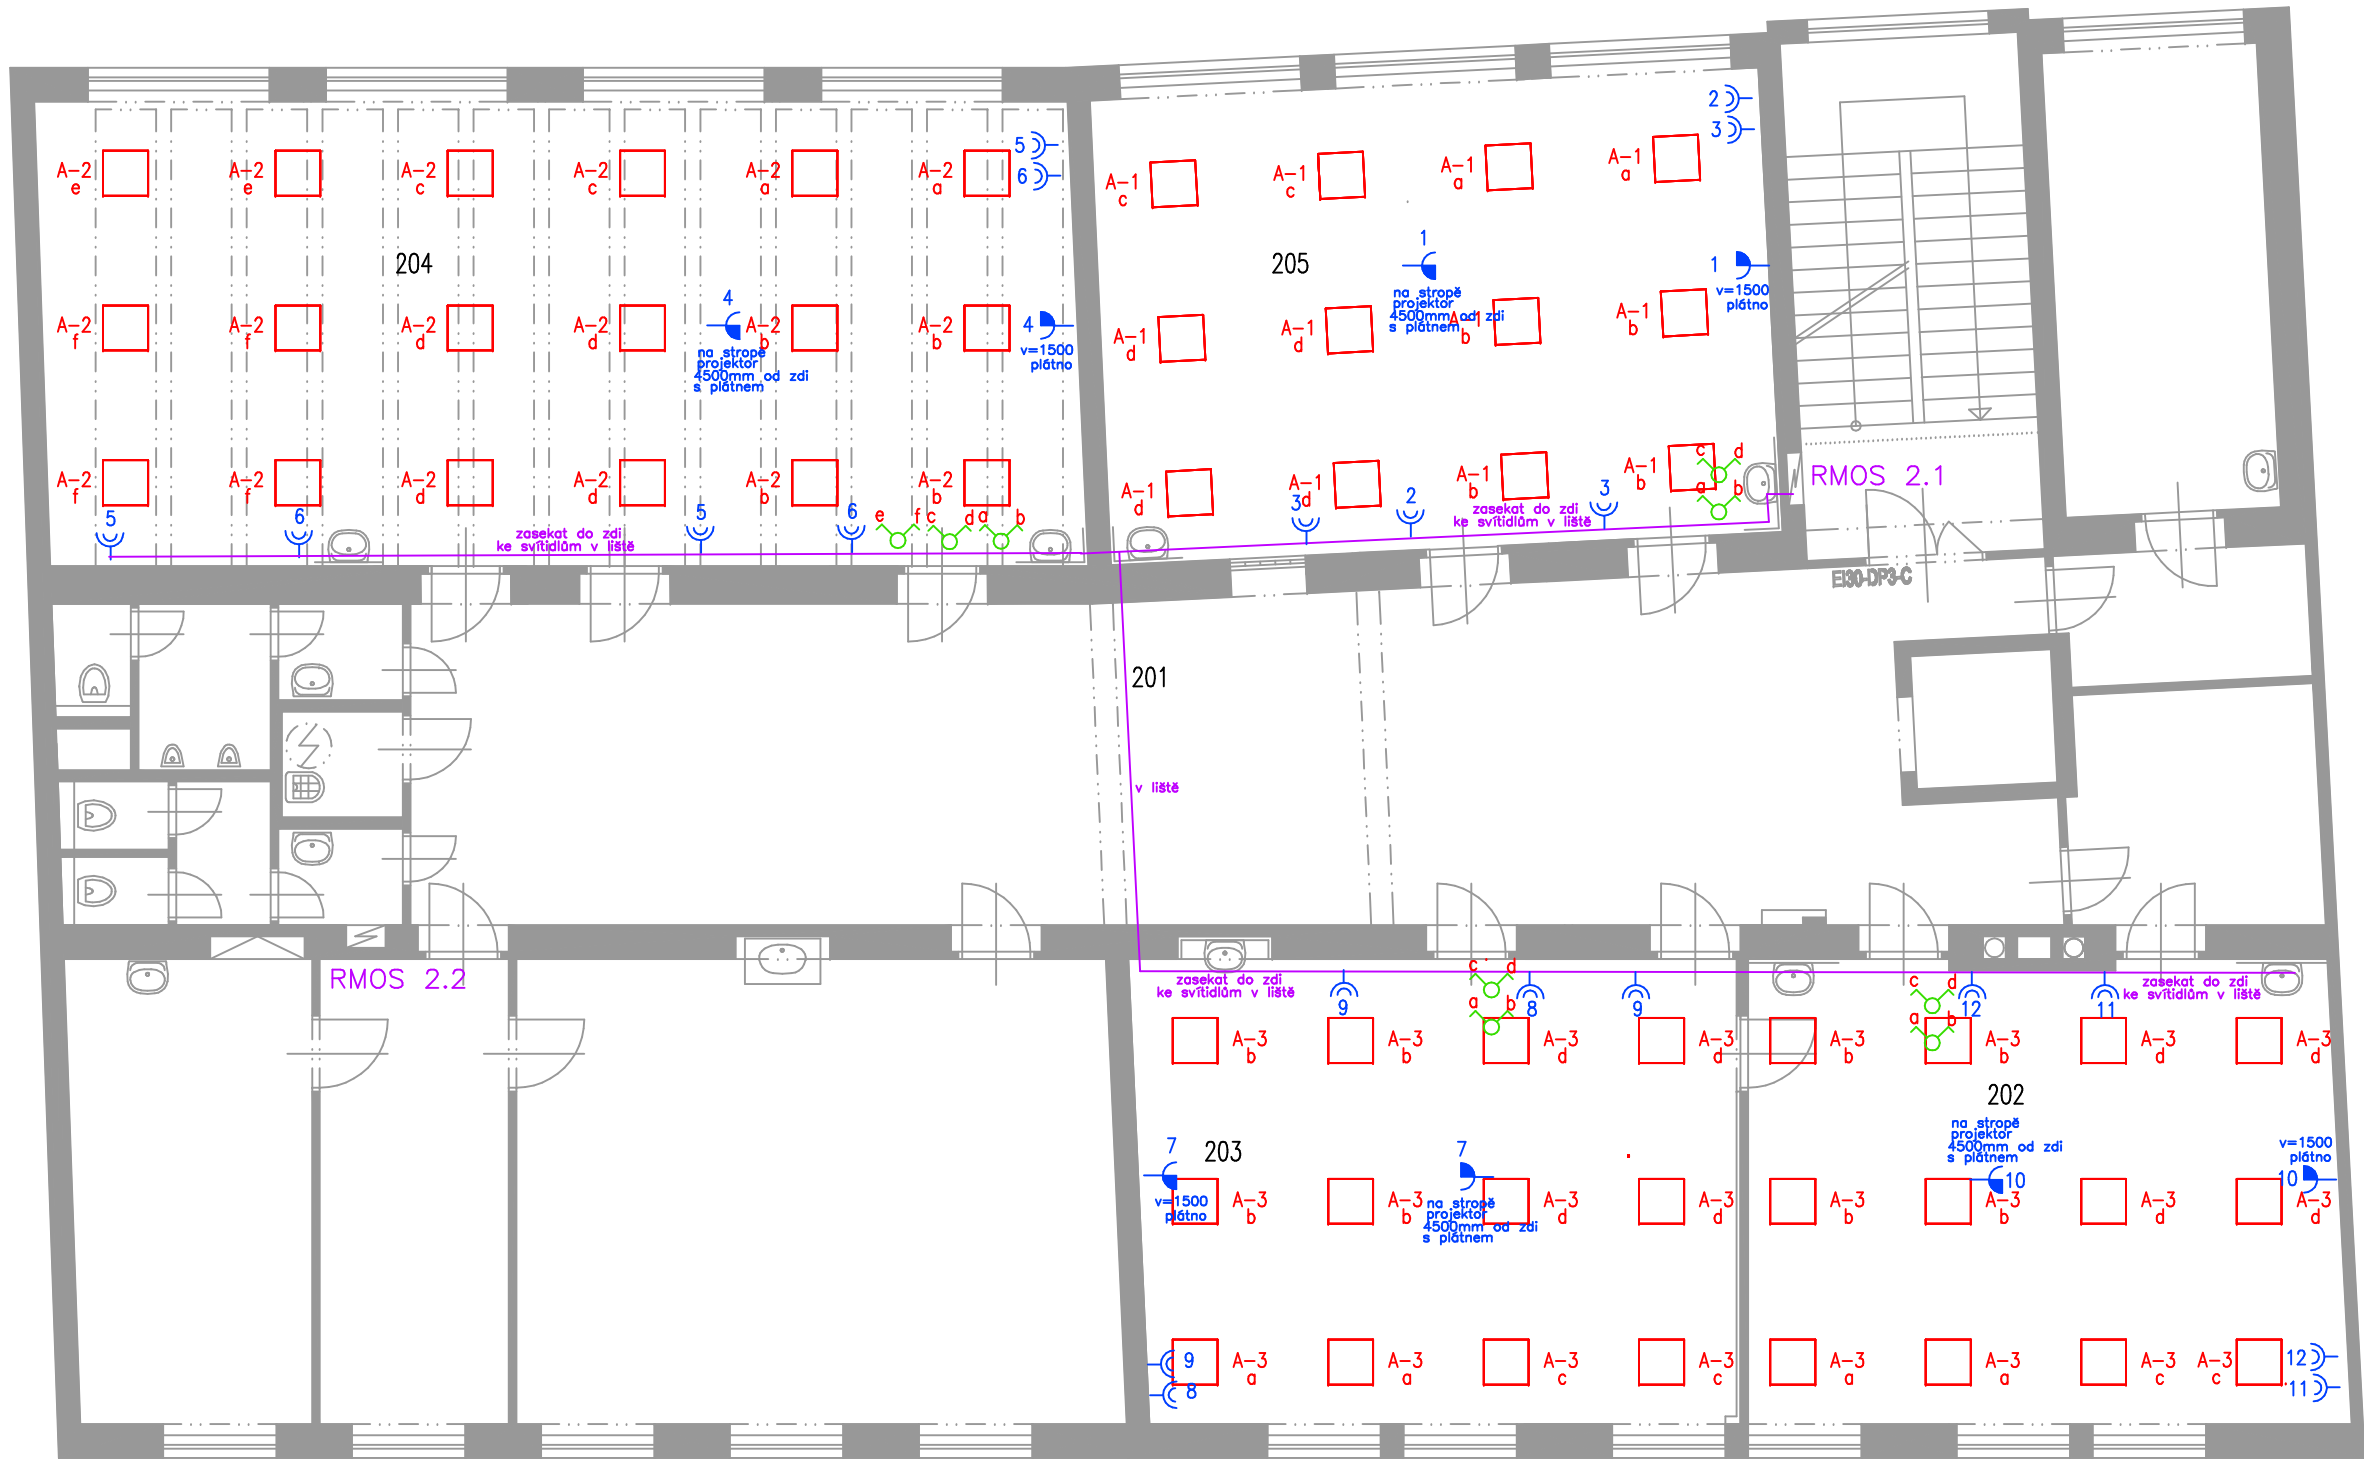 2
3
5
6
A-2
e
A-2
e
A-2
c
A-2
c
A-2
a
A-2
a
A-1
c
A-1
c
A-1
a
A-1
a
204
205
1
1
na stropě
projektor
4500mm od zdi
s plátnem
v=1500
plátno
4
4
na stropě
projektor
4500mm od zdi
s plátnem
v=1500
plátno
A-2
f
A-2
f
A-2
d
A-2
d
A-2
b
A-2
b
A-1
d
A-1
d
A-1
b
A-1
b
A-2
f
A-2
f
A-2
d
A-2
d
A-2
b
A-2
b
A-1
d
A-1
d
A-1
b
A-1
b
c d
a b
RMOS 2.1
5
6
5
6
e f
c d
a b
3
2
3
zasekat do zdi
ke svítidlům v liště
zasekat do zdi
ke svítidlům v liště
EI30-DP3-C
201
v liště
RMOS 2.2
zasekat do zdi
ke svítidlům v liště
9
8
9
c d
a b
c d
a b
12
11
zasekat do zdi
ke svítidlům v liště
A-3
b
A-3
b
A-3
d
A-3
d
A-3
b
A-3
b
A-3
d
A-3
d
203
202
7
v=1500
plátno
7
na stropě
projektor
4500mm od zdi
s plátnem
na stropě
projektor
4500mm od zdi
s plátnem
10
v=1500
plátno
10
A-3
b
A-3
b
A-3
d
A-3
d
A-3
b
A-3
b
A-3
d
A-3
d
A-3
a
A-3
a
A-3
c
A-3
c
A-3
a
A-3
a
A-3
c
A-3
c
9
8
12
11